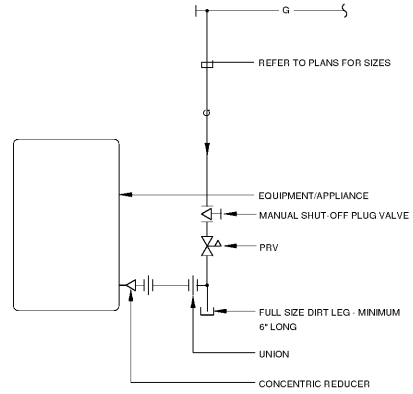 G
REFER TO PLANS FOR SIZES
G
EQUIPMENT/APPLIANCE
MANUAL SHUT-OFF PLUG VALVE
PRV
FULL SIZE DIRT LEG - MINIMUM
6" LONG
UNION
CONCENTRIC REDUCER